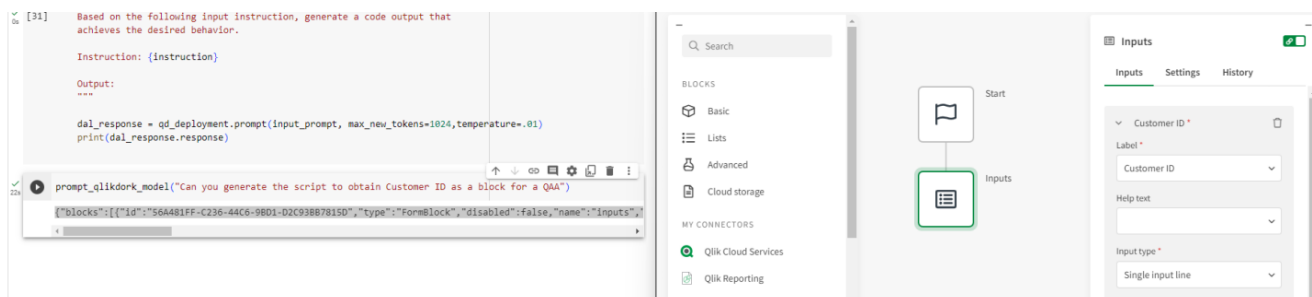 [31]
0s
Based on the following input instruction, generate a code output that
achieves the desired behavior.
Instruction: {instruction}
Output:
"""
dal_response = qd_deployment.prompt(input_prompt, max_new_tokens=1024,temperature=.01)
print(dal_response.response)
22s
prompt_qlikdork_model("Can you generate the script to obtain Customer ID as a block for a QAA")
{"blocks":[{"id":"56A481FF-C236-44C6-9BD1-D2C93BB7815D","type":"FormBlock","disabled":false,"name":"inputs","
Search
BLOCKS
Basic
Lists
Advanced
Cloud storage
MY CONNECTORS
Qlik Cloud Services
Qlik Reporting
Start
Inputs
Inputs
Inputs Settings History
Customer ID *
Label *
Customer ID
Help text
Input type *
Single input line